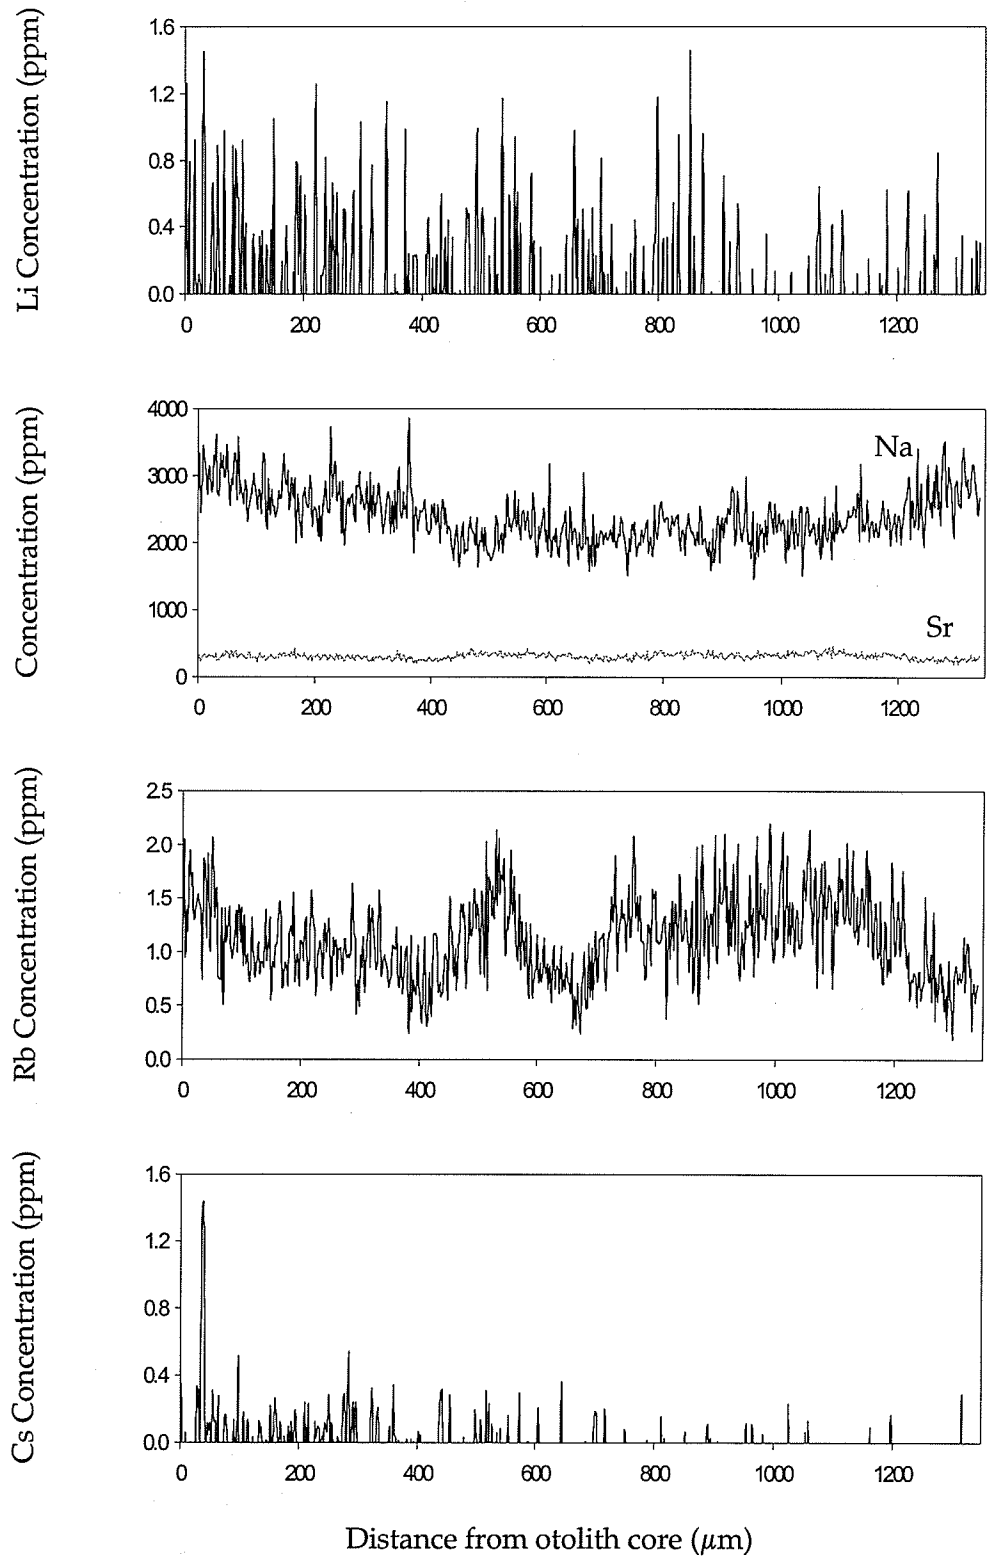 Li Concentration (ppm)
1.6
1.2
0.8
0.4
0.0
0 200 400 600 800 1000 1200
Concentration (ppm)
4000
3000
2000
1000
0
Na
Sr
0 200 400 600 800 1000 1200
Rb Concentration (ppm)
2.5
2.0
1.5
1.0
0.5
0.0
0 200 400 600 800 1000 1200
Cs Concentration (ppm)
1.6
1.2
0.8
0.4
0.0
0 200 400 600 800 1000 1200
Distance from otolith core (μm)